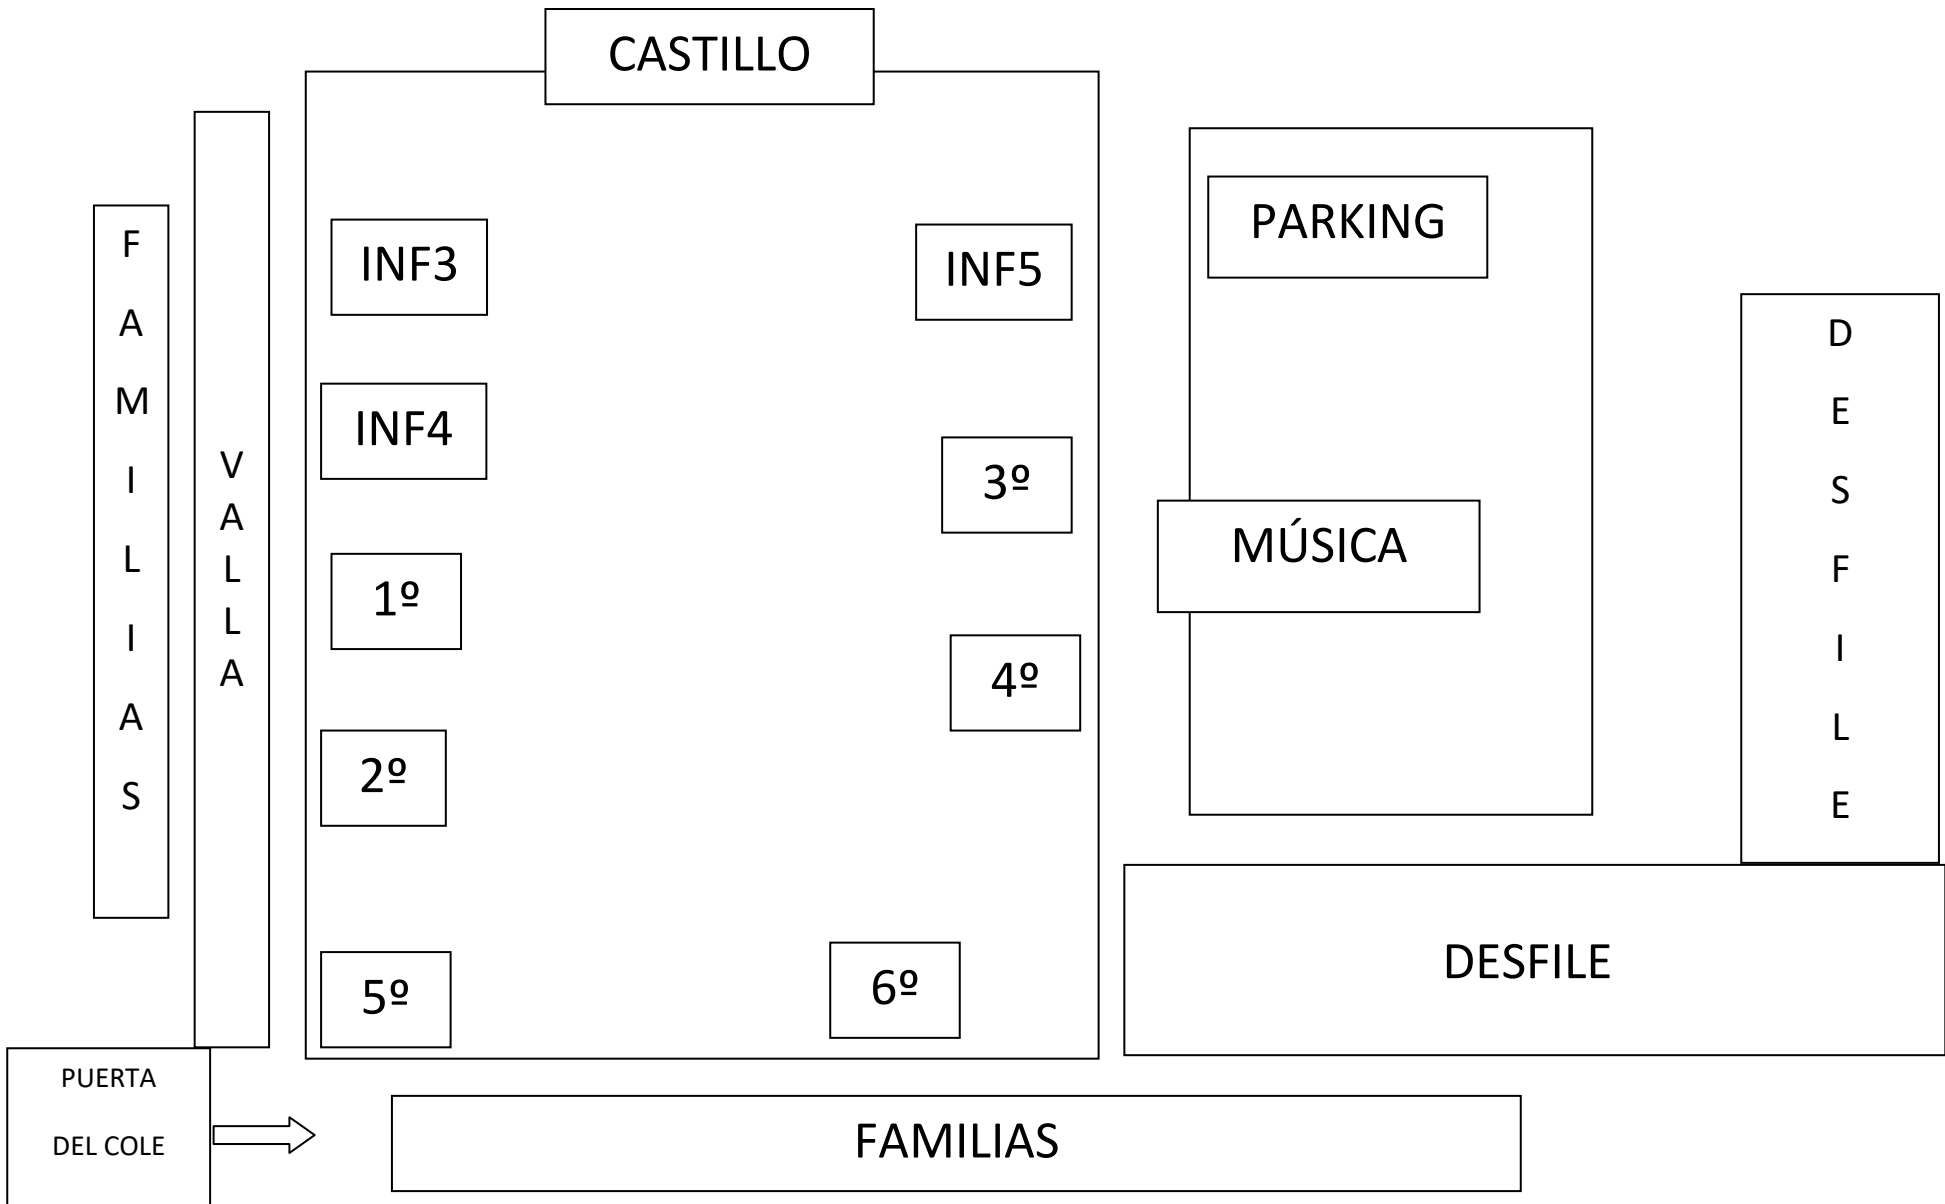 CASTILLO
FAMILIAS
VALLA
INF3
INF5
PARKING
INF4
3º
MÚSICA
1º
4º
2º
5º
6º
DESFILE
DESFILE
PUERTA
DEL COLE
FAMILIAS